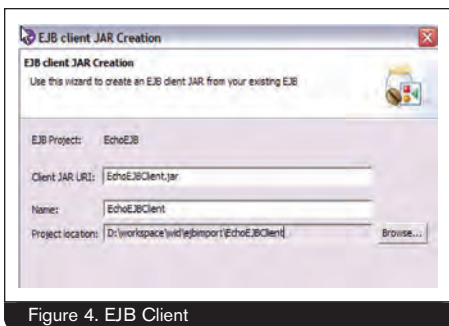 EJB client JAR Creation
EJB client JAR Creation
Use this wizard to create an EJB client JAR from your existing EJB
EJB Project: EchoEJB
Client JAR URI: EchoEJBClient.jar
Name: EchoEJBClient
Project location: D:\workspace\wid\ejbimport\EchoEJBClient Browse...
Figure 4. EJB Client